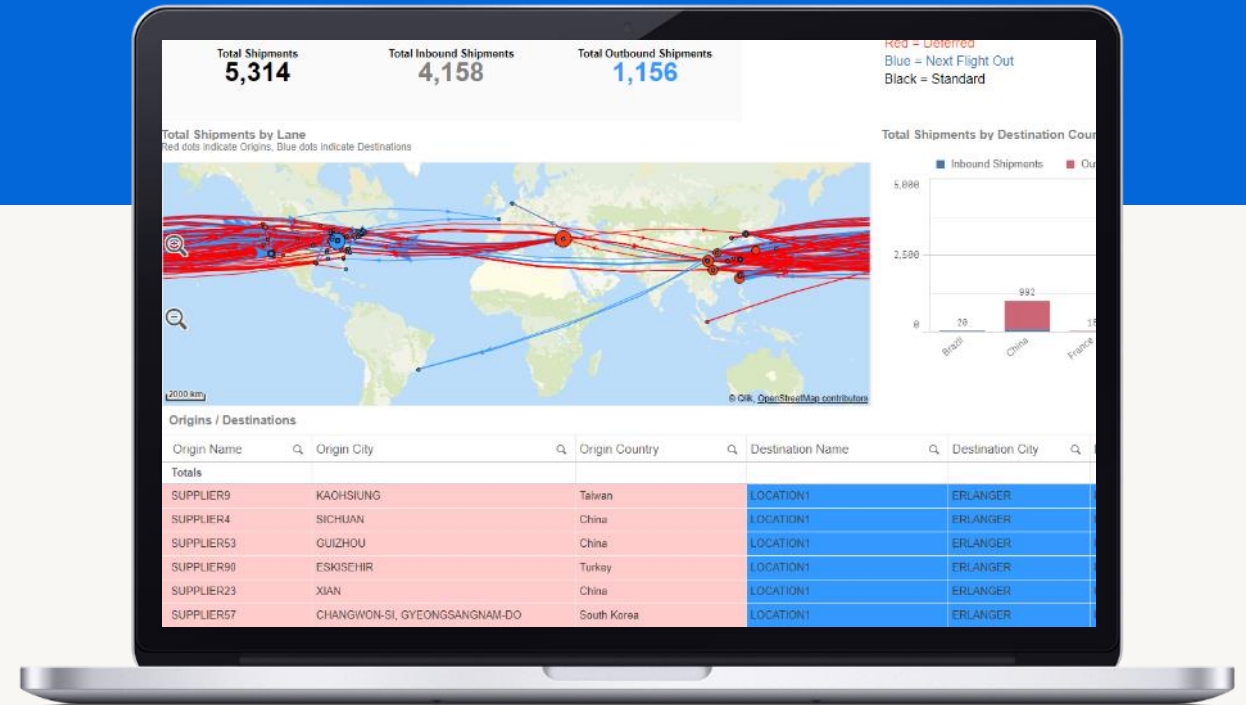 Total Shipments
5,314
Total Inbound Shipments
4,158
Total Outbound Shipments
1,156
Red = Deferred
Blue = Next Flight Out
Black = Standard
Total Shipments by Lane
Red dots indicate Origins, Blue dots indicate Destinations
2000 km
© Qlik, OpenStreetMap contributors
Total Shipments by Destination Cour
Inbound Shipments Ou
5,000
2,500
0
20
992
18
Brazil
China
France
Origins / Destinations
Origin Name Origin City Origin Country Destination Name Destination City
Totals
SUPPLIER9 KAOHSIUNG Taiwan LOCATION1 ERLANGER
SUPPLIER4 SICHUAN China LOCATION1 ERLANGER
SUPPLIER53 GUIZHOU China LOCATION1 ERLANGER
SUPPLIER90 ESKISEHIR Turkey LOCATION1 ERLANGER
SUPPLIER23 XIAN China LOCATION1 ERLANGER
SUPPLIER57 CHANGWON-SI, GYEONGSANGNAM-DO South Korea LOCATION1 ERLANGER